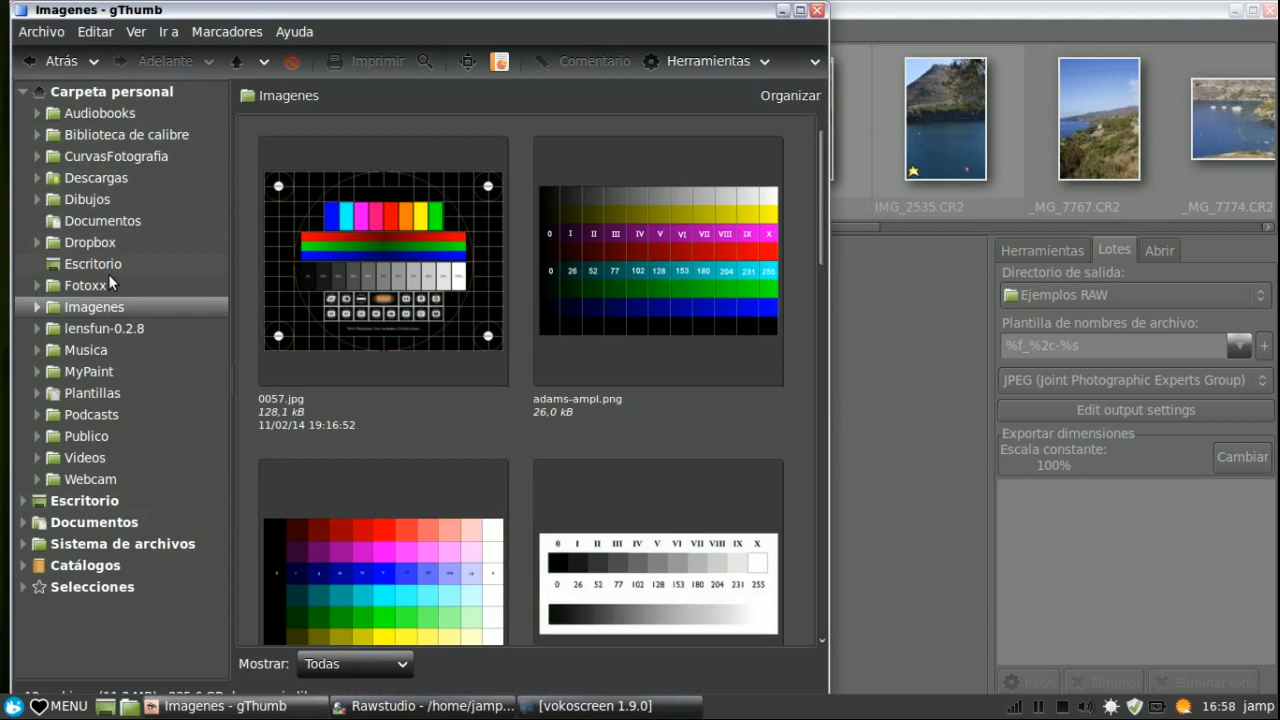 Imagenes - gThumb
Archivo Editar Ver Ir a Marcadores Ayuda
Atrás Adelante Imprimir Comentario Herramientas
Carpeta personal
Audiobooks
Biblioteca de calibre
CurvasFotografia
Descargas
Dibujos
Documentos
Dropbox
Escritorio
Fotoxx
Imagenes
lensfun-0.2.8
Musica
MyPaint
Plantillas
Podcasts
Publico
Videos
Webcam
Escritorio
Documentos
Sistema de archivos
Catálogos
Selecciones
Imagenes Organizar
0 I II III IV V VI VII VIII IX X
0 26 52 77 102 128 153 180 204 231 255
0057.jpg
128,1 kB
11/02/14 19:16:52
adams-ampl.png
26,0 kB
0 I II III IV V VI VII VIII IX X
0 26 52 77 102 128 153 180 204 231 255
Mostrar: Todas
IMG_2535.CR2 _MG_7767.CR2 _MG_7774.CR2
Herramientas Lotes Abrir
Directorio de salida:
Ejemplos RAW
Plantilla de nombres de archivo:
%f_%2c-%s
JPEG (Joint Photographic Experts Group)
Edit output settings
Exportar dimensiones
Escala constante:
100%
Cambiar
Inicio Eliminar Eliminar todo
MENU Imagenes - gThumb Rawstudio - /home/jamp... [vokoscreen 1.9.0] 16:58 jamp